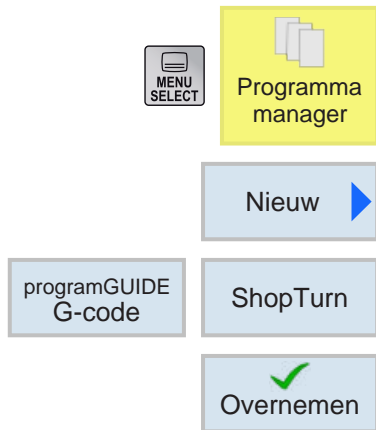 MENU
SELECT
Programma
manager
Nieuw
programGUIDE
G-code
ShopTurn
Overnemen